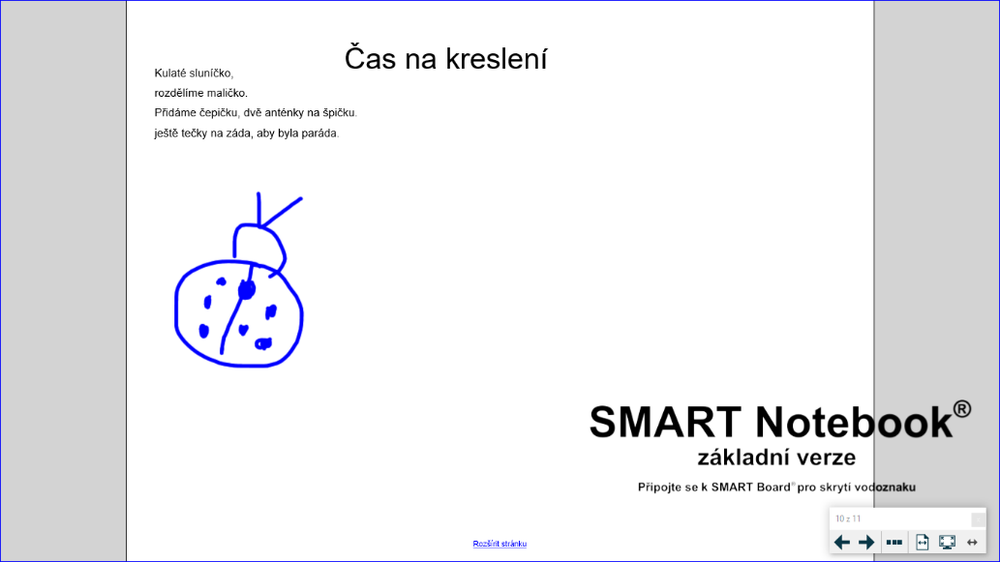 Čas na kreslení
Kulaté sluníčko,
rozdělíme maličko.
Přidáme čepičku, dvě anténky na špičku.
ještě tečky na záda, aby byla paráda.
SMART Notebook®
základní verze
Připojte se k SMART Board® pro skrytí vodoznaku
10 z 11
Rozšířit stránku